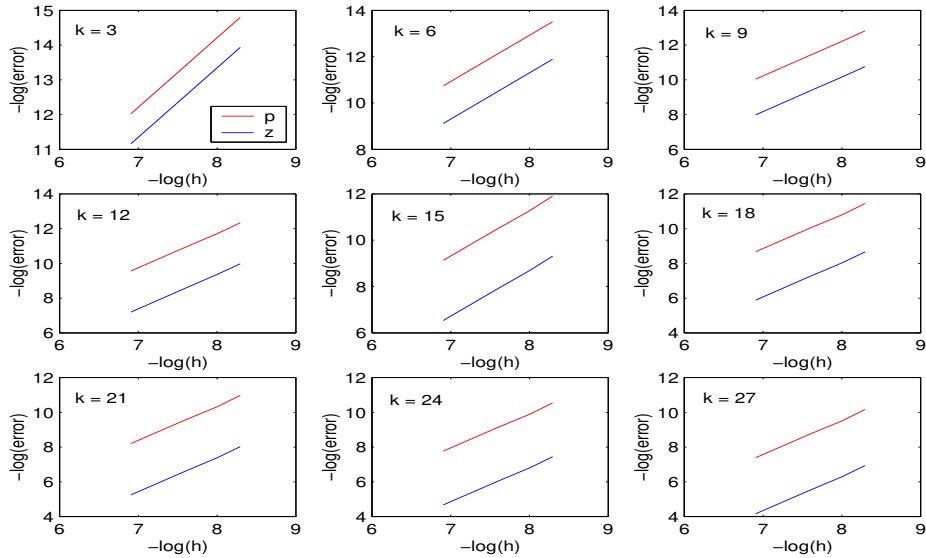 15
14
13
12
11
6
7
8
9
−log(error)
−log(h)
k = 3
p
z
14
12
10
8
6
7
8
9
−log(error)
−log(h)
k = 6
14
12
10
8
6
6
7
8
9
−log(error)
−log(h)
k = 9
14
12
10
8
6
6
7
8
9
−log(error)
−log(h)
k = 12
12
10
8
6
6
7
8
9
−log(error)
−log(h)
k = 15
12
10
8
6
4
6
7
8
9
−log(error)
−log(h)
k = 18
12
10
8
6
4
6
7
8
9
−log(error)
−log(h)
k = 21
12
10
8
6
4
6
7
8
9
−log(error)
−log(h)
k = 24
12
10
8
6
4
6
7
8
9
−log(error)
−log(h)
k = 27